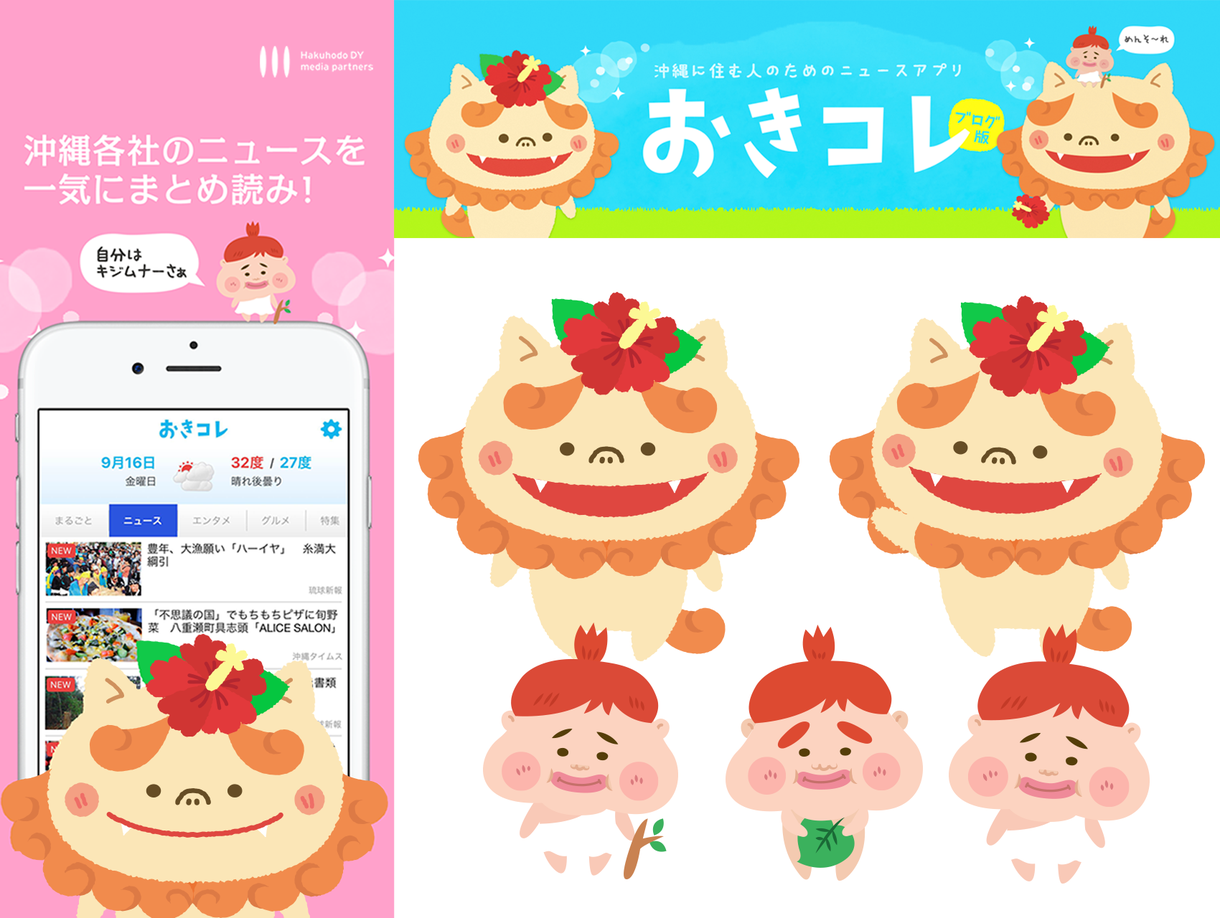 Hakuhodo DY
media partners
沖縄各社のニュースを
一気にまとめ読み!
自分は
キジムナーさぁ
おきコレ
9月16日
金曜日
32度 / 27度
晴れ後曇り
まるごと
ニュース
エンタメ
グルメ
特集
NEW
豊年、大漁願い「ハーイヤ」 糸満大
綱引
琉球新報
NEW
「不思議の国」でもちもちピザに旬野
菜 八重瀬町具志頭「ALICE SALON」
沖縄タイムス
NEW
書類
新報
沖縄に住む人のためのニュースアプリ
おきコレ
ブログ
版
めんそ〜れ